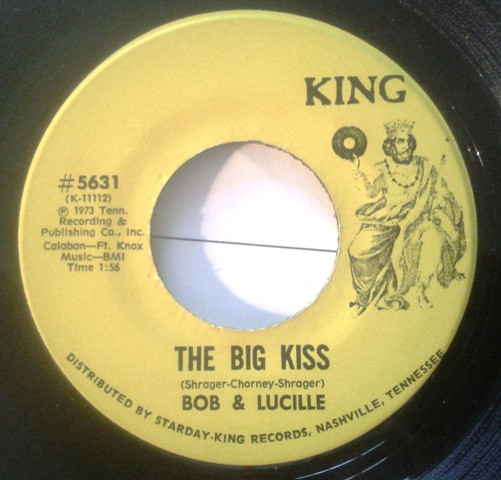 KING
#5631
(K-11112)
℗ 1973 Tenn.
Recording &
Publishing Co., Inc.
Calaban—Ft. Knox
Music—BMI
Time 1:56
THE BIG KISS
(Shrager-Chorney-Shrager)
BOB & LUCILLE
DISTRIBUTED BY STARDAY-KING RECORDS, NASHVILLE, TENNESSEE